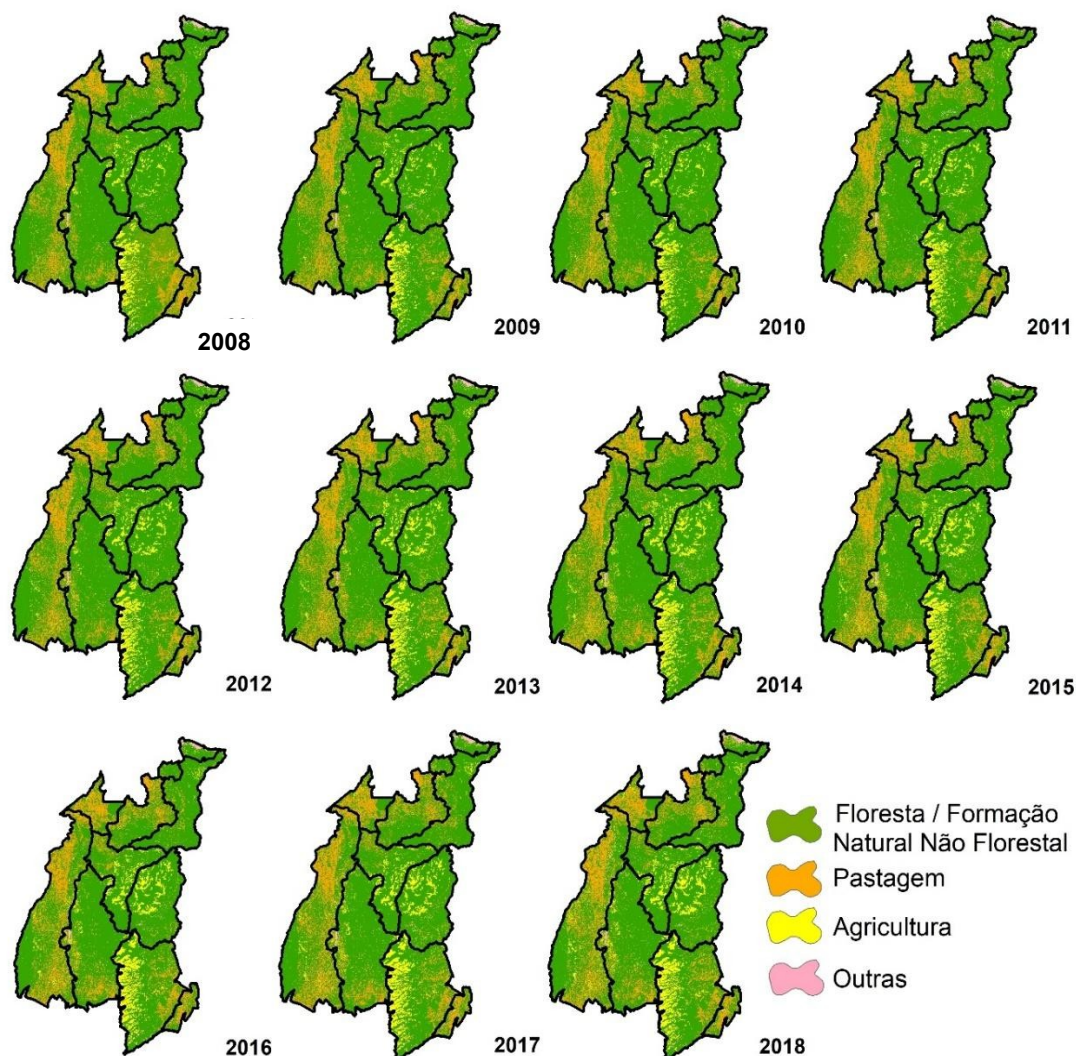 2008
2009
2010
2011
2012
2013
2014
2015
2016
2017
2018
Floresta / Formação
Natural Não Florestal
Pastagem
Agricultura
Outras